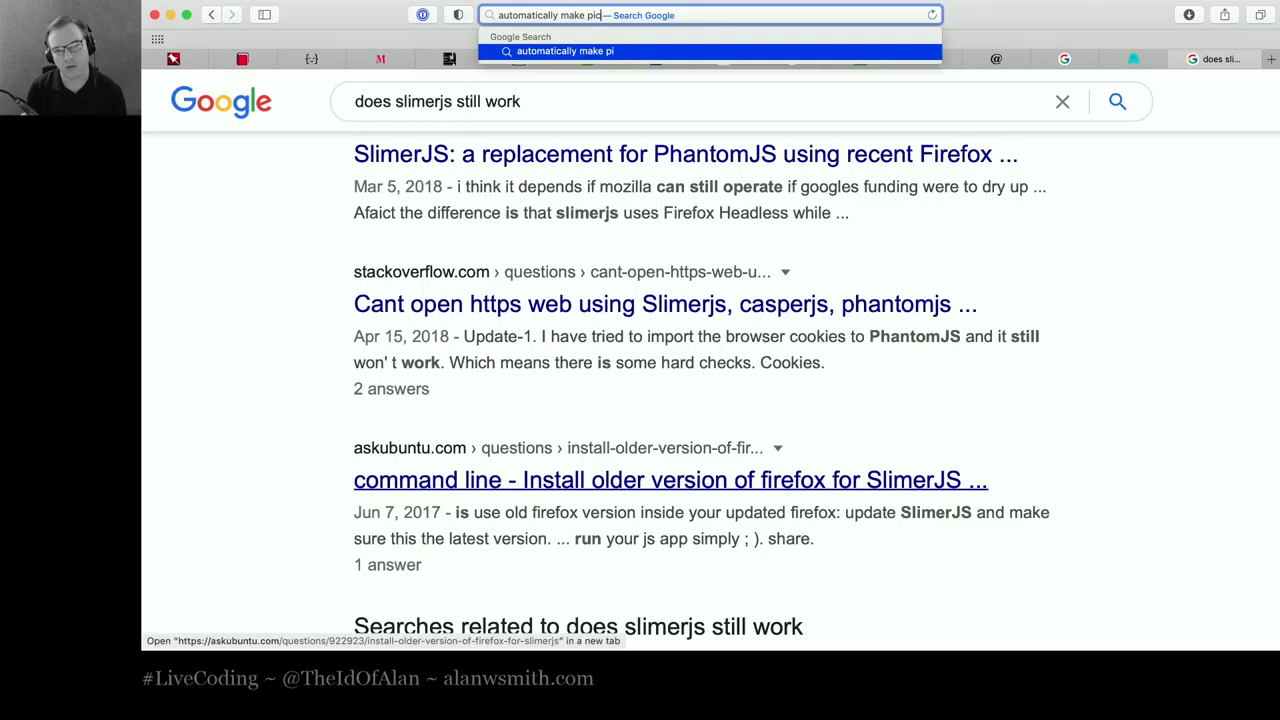 automatically make pic — Search Google
Google Search
automatically make pi
M
@
G
G does sli...
Google
does slimerjs still work
SlimerJS: a replacement for PhantomJS using recent Firefox ...
Mar 5, 2018 - i think it depends if mozilla can still operate if googles funding were to dry up ...
Afaict the difference is that slimerjs uses Firefox Headless while ...
stackoverflow.com › questions › cant-open-https-web-u...
Cant open https web using Slimerjs, casperjs, phantomjs ...
Apr 15, 2018 - Update-1. I have tried to import the browser cookies to PhantomJS and it still
won' t work. Which means there is some hard checks. Cookies.
2 answers
askubuntu.com › questions › install-older-version-of-fir...
command line - Install older version of firefox for SlimerJS ...
Jun 7, 2017 - is use old firefox version inside your updated firefox: update SlimerJS and make
sure this the latest version. ... run your js app simply ; ). share.
1 answer
Searches related to does slimerjs still work
Open "https://askubuntu.com/questions/922923/install-older-version-of-firefox-for-slimerjs" in a new tab
#LiveCoding ~ @TheIdOfAlan ~ alanwsmith.com